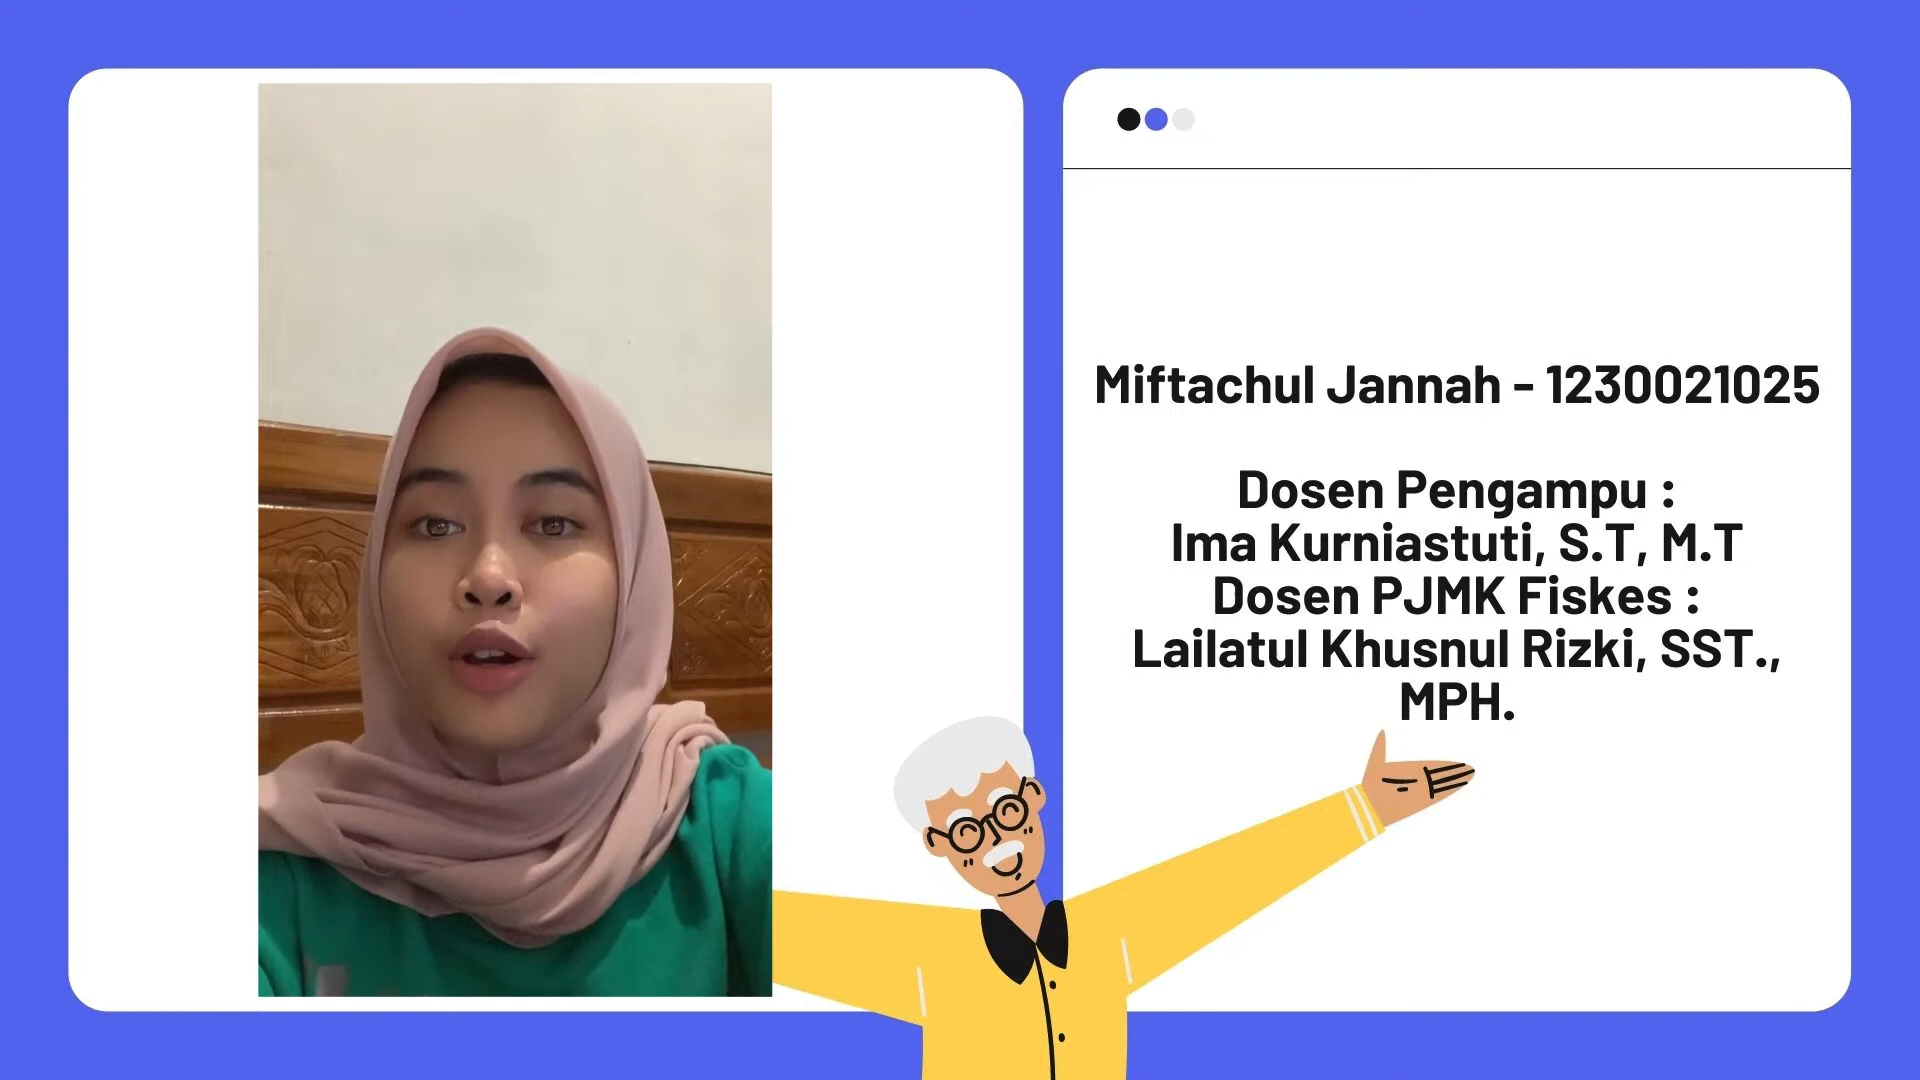 Miftachul Jannah - 1230021025
Dosen Pengampu :
Ima Kurniastuti, S.T, M.T
Dosen PJMK Fiskes :
Lailatul Khusnul Rizki, SST.,
MPH.